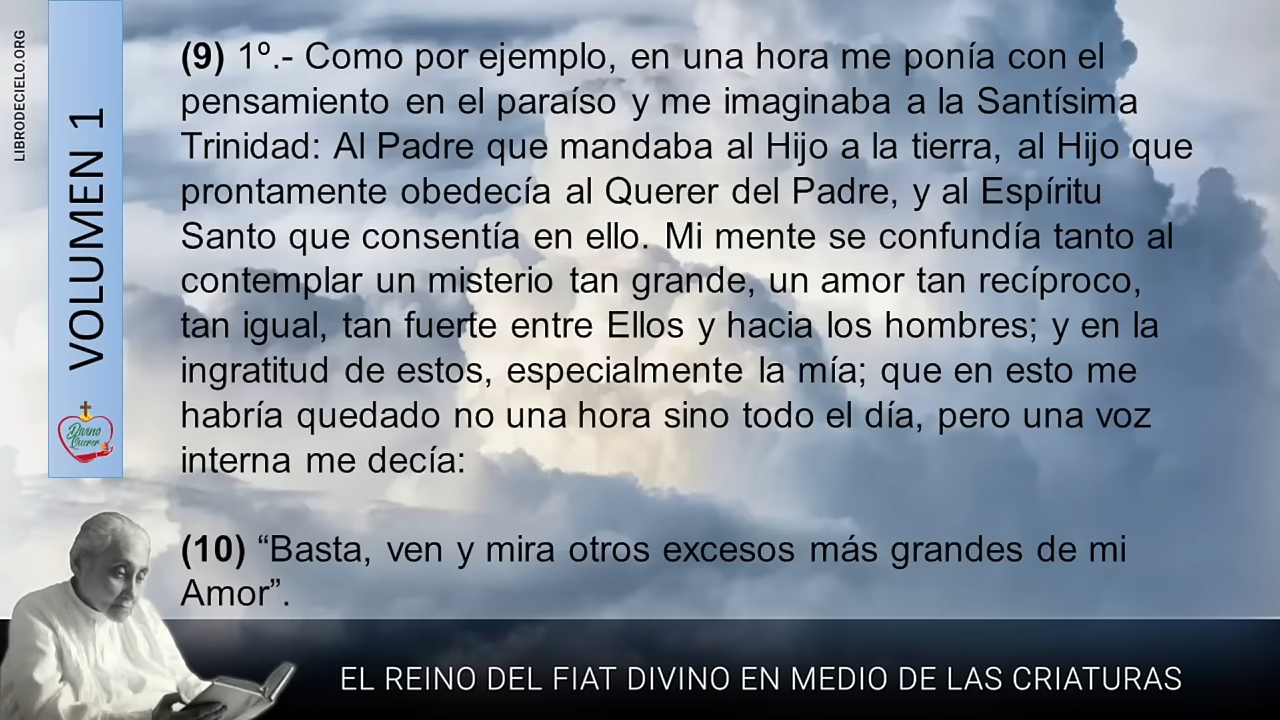 LIBRODECIELO.ORG
VOLUMEN 1
Divino
Querer
(9) 1º.- Como por ejemplo, en una hora me ponía con el
pensamiento en el paraíso y me imaginaba a la Santísima
Trinidad: Al Padre que mandaba al Hijo a la tierra, al Hijo que
prontamente obedecía al Querer del Padre, y al Espíritu
Santo que consentía en ello. Mi mente se confundía tanto al
contemplar un misterio tan grande, un amor tan recíproco,
tan igual, tan fuerte entre Ellos y hacia los hombres; y en la
ingratitud de estos, especialmente la mía; que en esto me
habría quedado no una hora sino todo el día, pero una voz
interna me decía:
(10) “Basta, ven y mira otros excesos más grandes de mi
Amor”.
EL REINO DEL FIAT DIVINO EN MEDIO DE LAS CRIATURAS